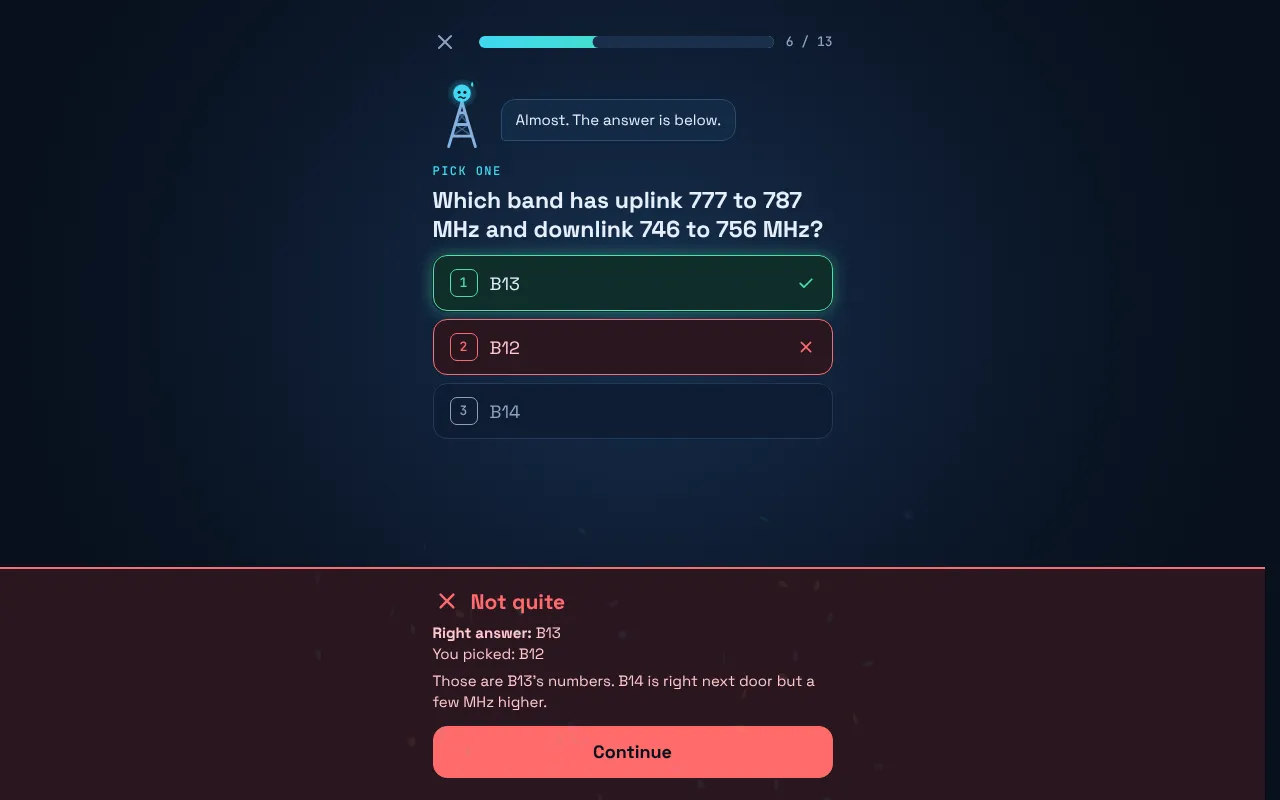 6 / 13
Almost. The answer is below.
PICK ONE
Which band has uplink 777 to 787
MHz and downlink 746 to 756 MHz?
1 B13
2 B12
3 B14
Not quite
Right answer: B13
You picked: B12
Those are B13's numbers. B14 is right next door but a
few MHz higher.
Continue